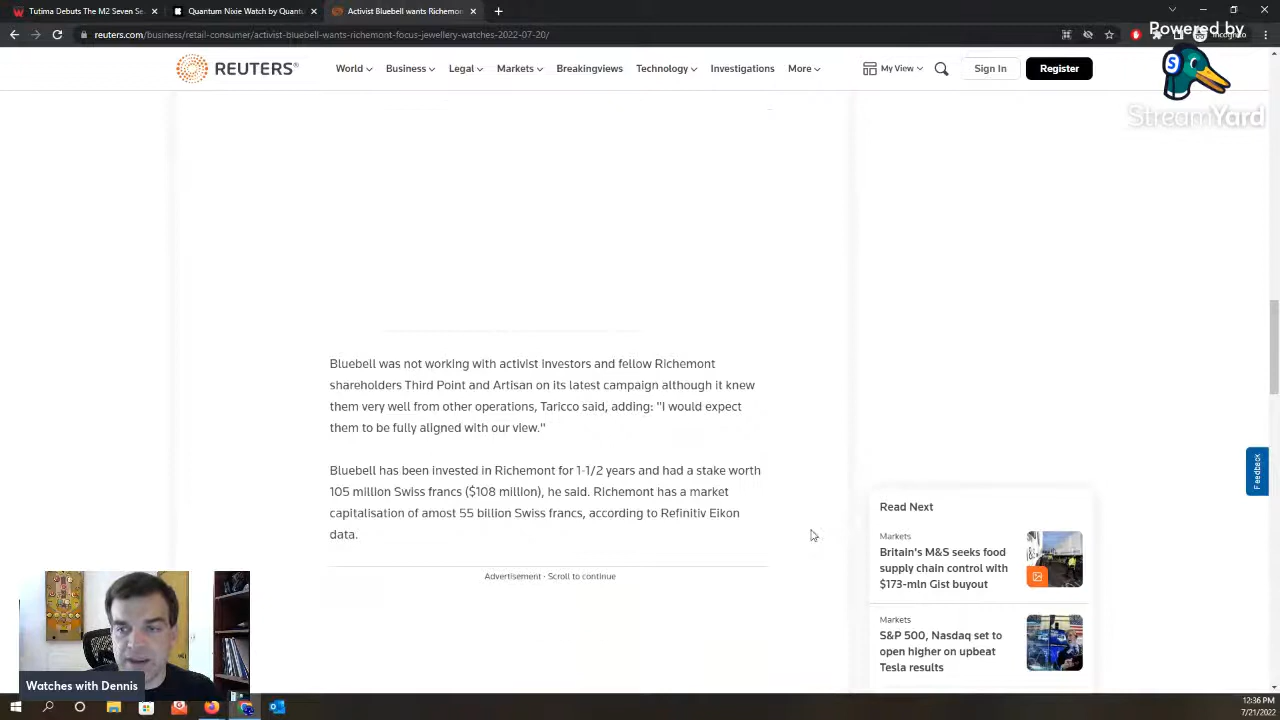 Tutima Debuts The M2 Seven Se
Quantum Nixie Watch by Quant
Activist Bluebell wants Richemon
reuters.com/business/retail-consumer/activist-bluebell-wants-richemont-focus-jewellery-watches-2022-07-20/
Powered by
REUTERS®
World
Business
Legal
Markets
Breakingviews
Technology
Investigations
More
My View
Sign In
Register
S
StreamYard
Bluebell was not working with activist investors and fellow Richemont
shareholders Third Point and Artisan on its latest campaign although it knew
them very well from other operations, Taricco said, adding: "I would expect
them to be fully aligned with our view."
Bluebell has been invested in Richemont for 1-1/2 years and had a stake worth
105 million Swiss francs ($108 million), he said. Richemont has a market
capitalisation of amost 55 billion Swiss francs, according to Refinitiv Eikon
data.
Advertisement · Scroll to continue
Feedback
Read Next
Markets
Britain's M&S seeks food
supply chain control with
$173-mln Gist buyout
Markets
S&P 500, Nasdaq set to
open higher on upbeat
Tesla results
Watches with Dennis
12:36 PM
7/21/2022